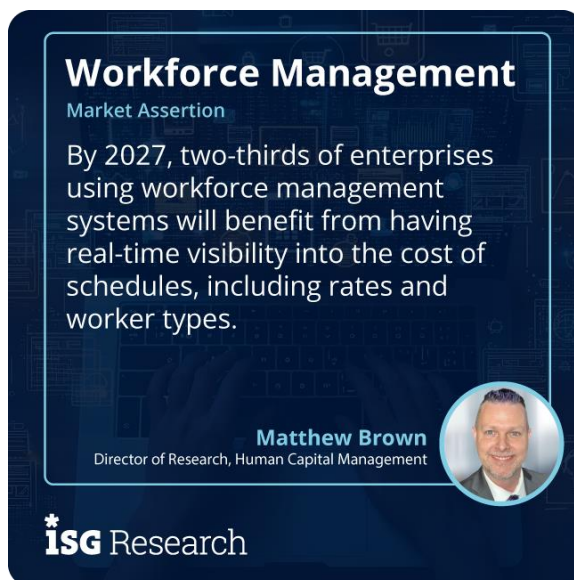 Workforce Management
Market Assertion
By 2027, two-thirds of enterprises
using workforce management
systems will benefit from having
real-time visibility into the cost of
schedules, including rates and
worker types.
Matthew Brown
Director of Research, Human Capital Management
*ISG Research